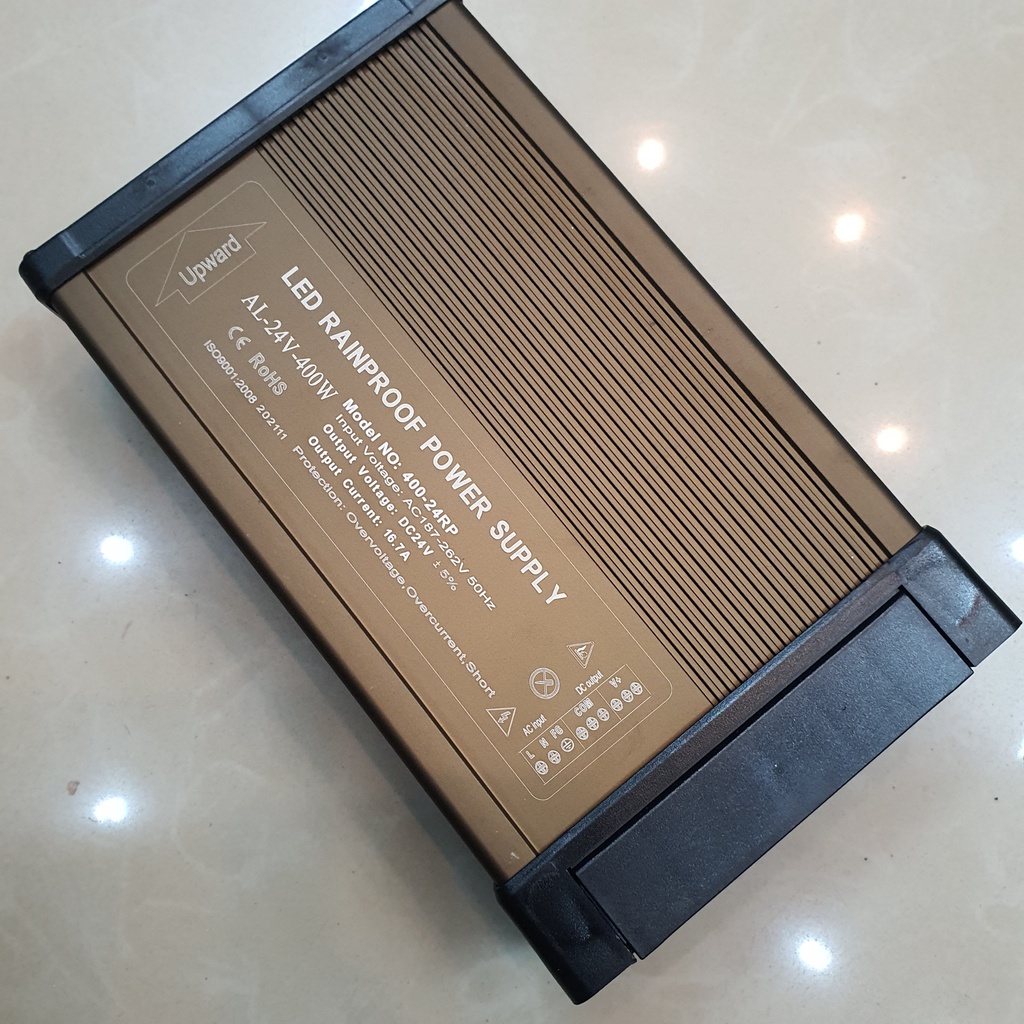 Upward
LED RAINPROOF POWER SUPPLY
AL-24V-400W
CE RoHS
ISO9001:2008 202111
Model NO: 400-24RP
Input Voltage: AC187-262V 50Hz
Output Voltage: DC24V ± 5%
Output Current: 16.7A
Protection: Overvoltage,Overcurrent,Short
AC input
DC output
L N FG COM V+